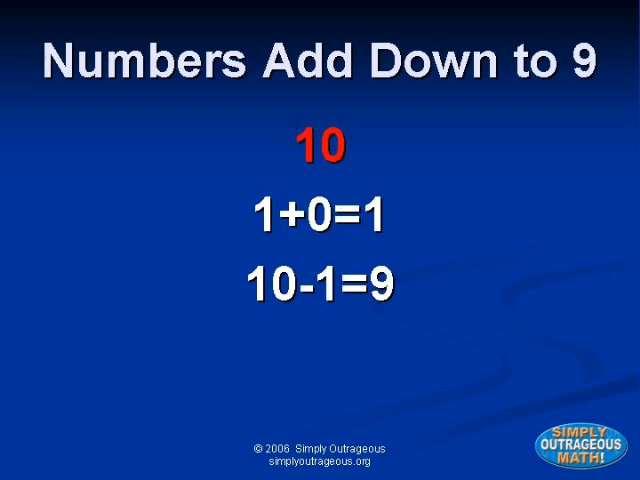 Numbers Add Down to 9
10
1+0=1
10-1=9
© 2006 Simply Outrageous
simplyoutrageous.org
SIMPLY
OUTRAGEOUS
MATH!